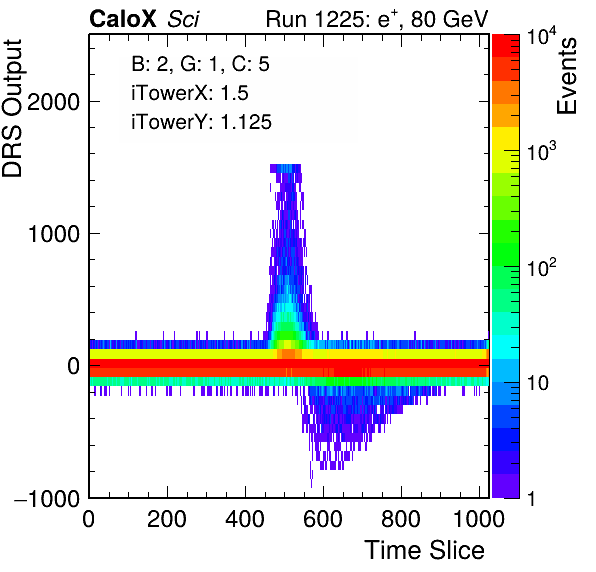 CaloX Sci Run 1225: e⁺, 80 GeV
B: 2, G: 1, C: 5
iTowerX: 1.5
iTowerY: 1.125
DRS Output
2000
1000
0
−1000
0 200 400 600 800 1000
Time Slice
Events
10⁴
10³
10²
10
1